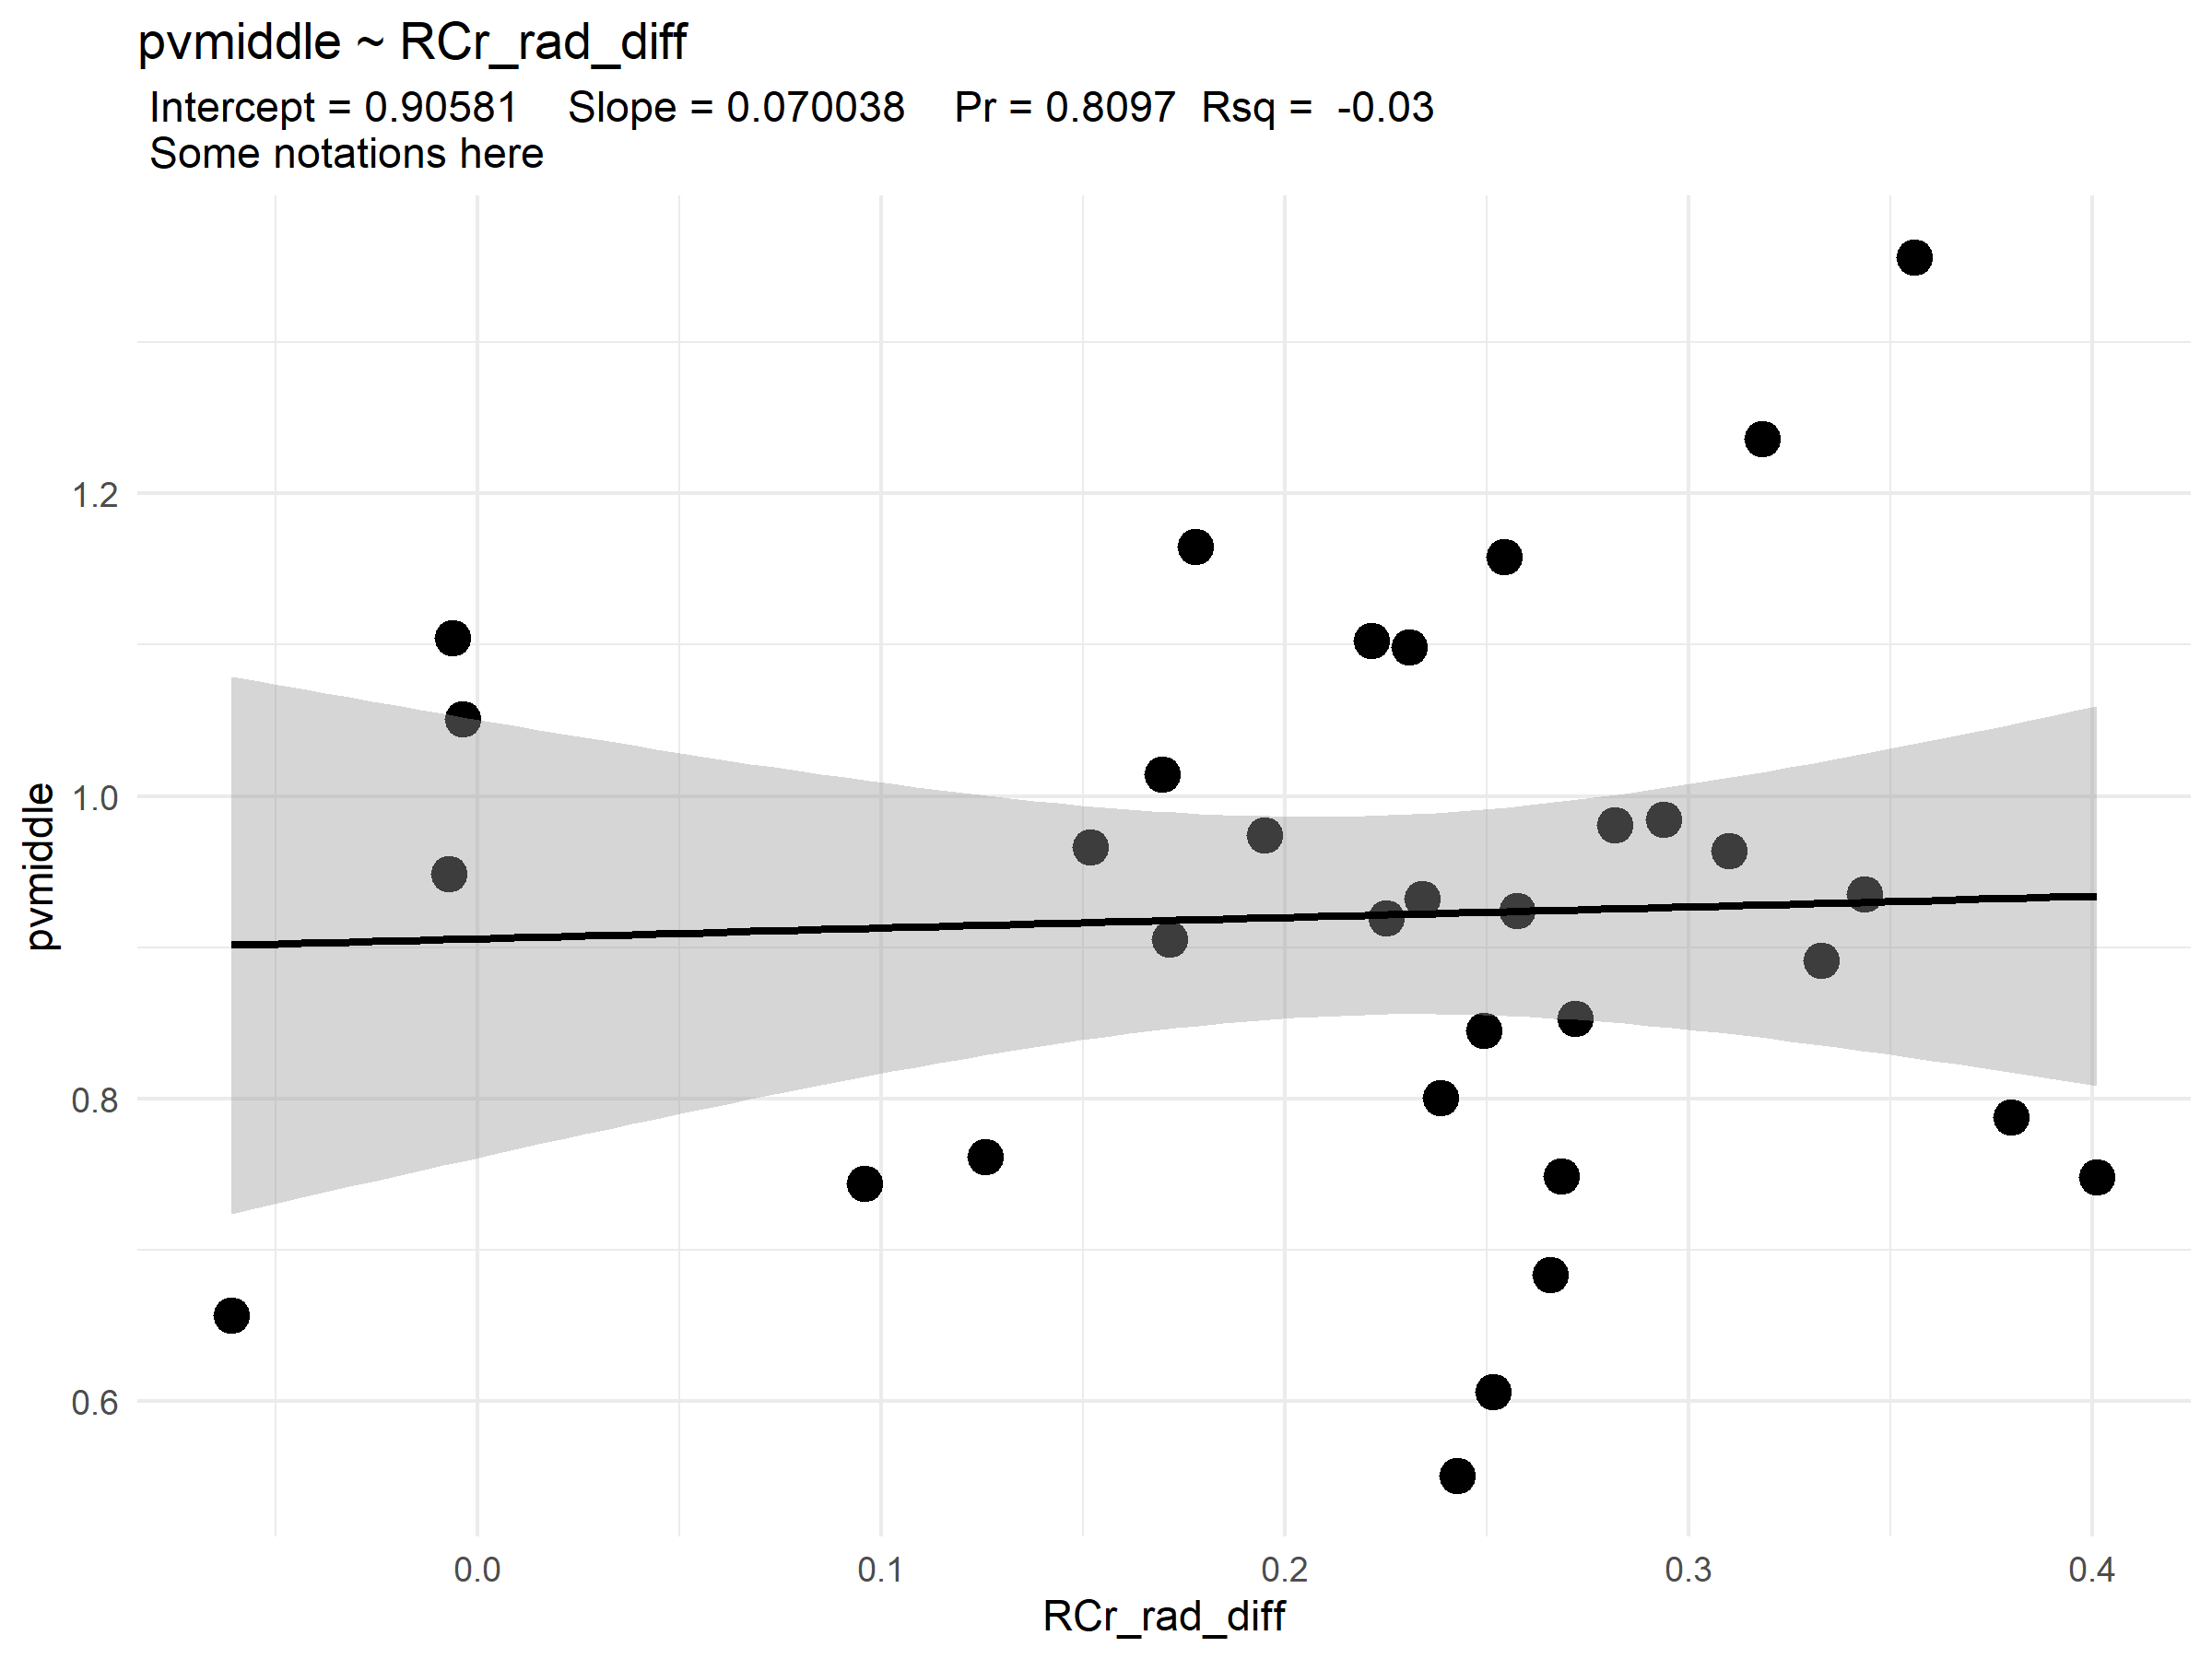 pvmiddle ~ RCr_rad_diff
Intercept = 0.90581 Slope = 0.070038 Pr = 0.8097 Rsq = -0.03
Some notations here
pvmiddle
1.2
1.0
0.8
0.6
0.0 0.1 0.2 0.3 0.4
RCr_rad_diff